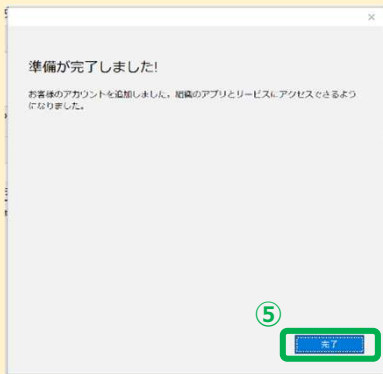 準備が完了しました!
お客様のアカウントを追加しました。組織のアプリとサービスにアクセスできるよう
になりました。
⑤
完了